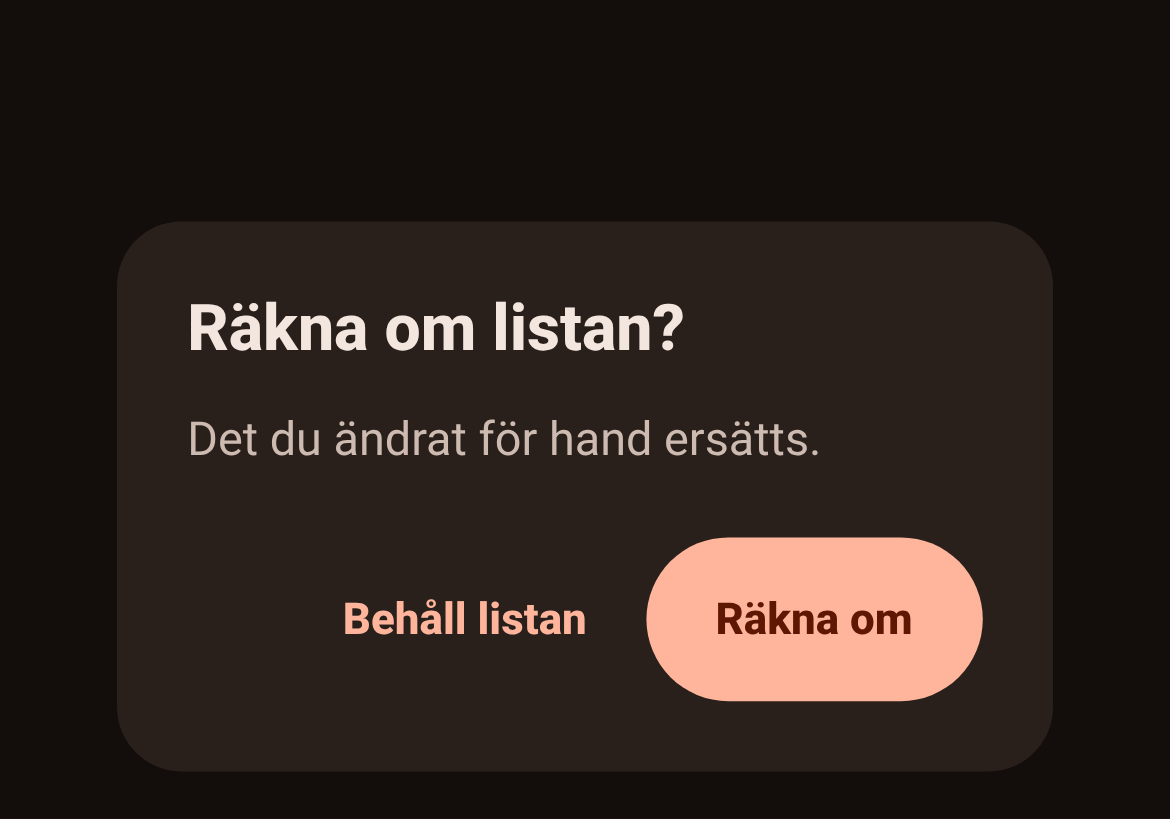 Räkna om listan?
Det du ändrat för hand ersätts.
Behåll listan
Räkna om